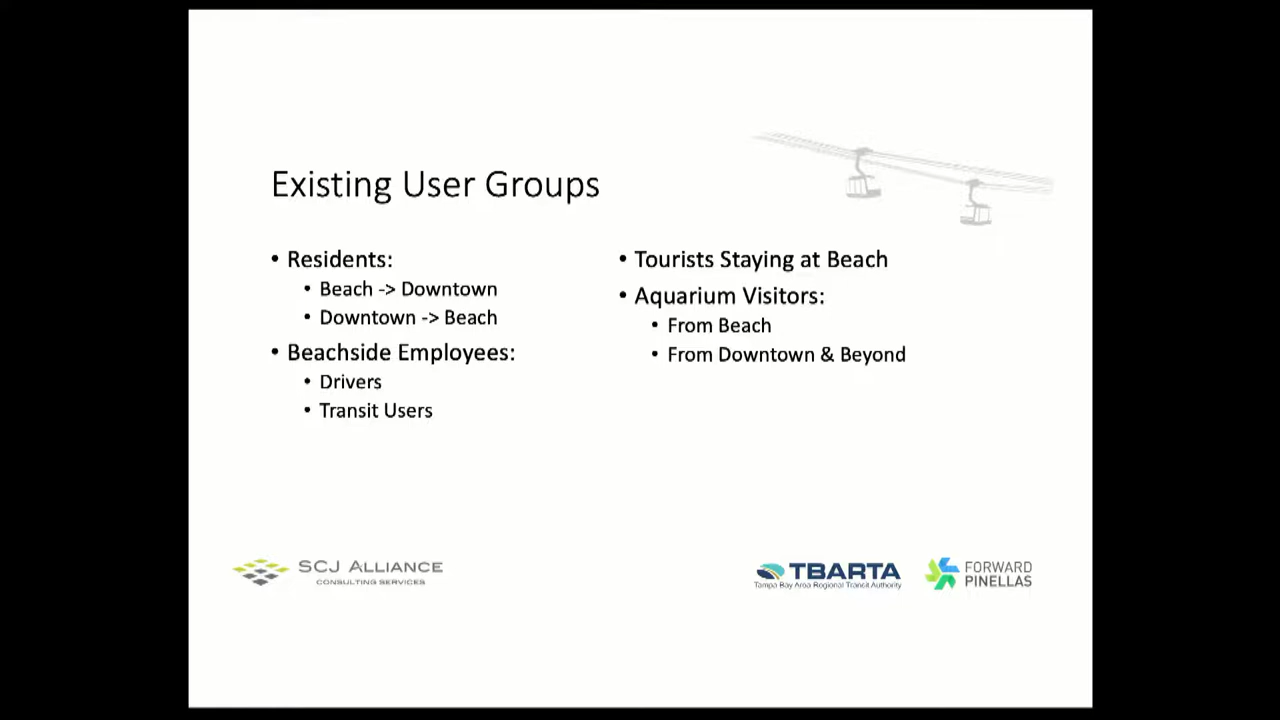 Existing User Groups
• Residents:
• Beach -> Downtown
• Downtown -> Beach
• Beachside Employees:
• Drivers
• Transit Users
• Tourists Staying at Beach
• Aquarium Visitors:
• From Beach
• From Downtown & Beyond
SCJ ALLIANCE
CONSULTING SERVICES
TBARTA
Tampa Bay Area Regional Transit Authority
FORWARD
PINELLAS